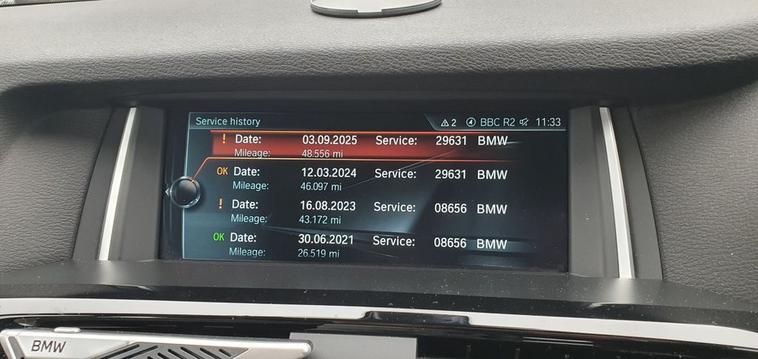 Service history ⚠ 2 BBC R2 11:33
! Date: 03.09.2025 Service: 29631 BMW
Mileage: 48.556 mi
OK Date: 12.03.2024 Service: 29631 BMW
Mileage: 46.097 mi
! Date: 16.08.2023 Service: 08656 BMW
Mileage: 43.172 mi
OK Date: 30.06.2021 Service: 08656 BMW
Mileage: 26.519 mi
BMW